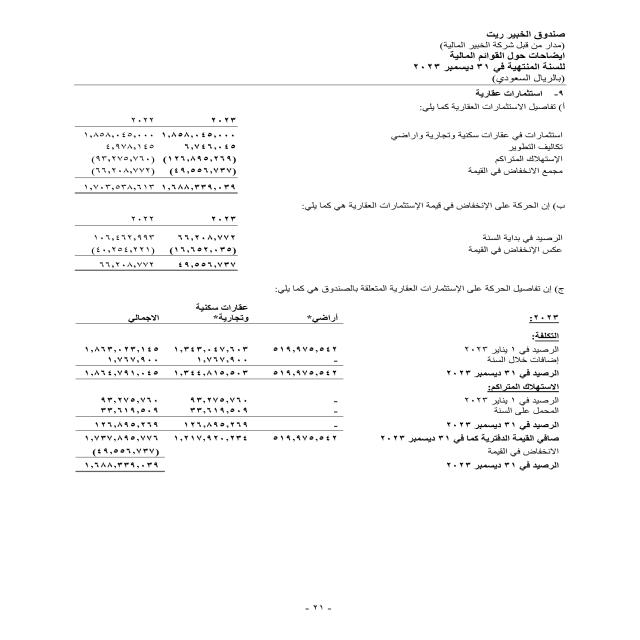 صندوق الخبير ريت
(مدار من قبل شركة الخبير المالية)
إيضاحات حول القوائم المالية
للسنة المنتهية في ٣١ ديسمبر ٢٠٢٣
(بالريال السعودي)
٩- استثمارات عقارية
أ) تفاصيل الاستثمارات العقارية كما يلي:
٢٠٢٣ ٢٠٢٢
استثمارات في عقارات سكنية وتجارية واراضي ١,٨٥٨,٠٤٥,٠٠٠ ١,٨٥٨,٠٤٥,٠٠٠
تكاليف التطوير ٦,٧٤٦,٠٤٥ ٤,٩٧٨,١٤٥
الإستهلاك المتراكم (١٢٦,٨٩٥,٢٦٩) (٩٣,٢٧٥,٧٦٠)
مجمع الانخفاض في القيمة (٤٩,٥٥٦,٧٣٧) (٦٦,٢٠٨,٧٧٢)
١,٦٨٨,٣٣٩,٠٣٩ ١,٧٠٣,٥٣٨,٦١٣
ب) إن الحركة على الإنخفاض في قيمة الإستثمارات العقارية هي كما يلي:
٢٠٢٣ ٢٠٢٢
الرصيد في بداية السنة ٦٦,٢٠٨,٧٧٢ ١٠٦,٤٦٢,٩٩٣
عكس الإنخفاض في القيمة (١٦,٦٥٢,٠٣٥) (٤٠,٢٥٤,٢٢١)
٤٩,٥٥٦,٧٣٧ ٦٦,٢٠٨,٧٧٢
ج) إن تفاصيل الحركة على الإستثمارات العقارية المتعلقة بالصندوق هي كما يلي:
٢٠٢٣: أراضي* عقارات سكنية وتجارية* الاجمالي
التكلفة:
الرصيد في ١ يناير ٢٠٢٣ ٥١٩,٩٧٥,٥٤٢ ١,٣٤٣,٠٤٧,٦٠٣ ١,٨٦٣,٠٢٣,١٤٥
إضافات خلال السنة - ١,٧٦٧,٩٠٠ ١,٧٦٧,٩٠٠
الرصيد في ٣١ ديسمبر ٢٠٢٣ ٥١٩,٩٧٥,٥٤٢ ١,٣٤٤,٨١٥,٥٠٣ ١,٨٦٤,٧٩١,٠٤٥
الاستهلاك المتراكم:
الرصيد في ١ يناير ٢٠٢٣ - ٩٣,٢٧٥,٧٦٠ ٩٣,٢٧٥,٧٦٠
المحمل على السنة - ٣٣,٦١٩,٥٠٩ ٣٣,٦١٩,٥٠٩
الرصيد في ٣١ ديسمبر ٢٠٢٣ - ١٢٦,٨٩٥,٢٦٩ ١٢٦,٨٩٥,٢٦٩
صافي القيمة الدفترية كما في ٣١ ديسمبر ٢٠٢٣ ٥١٩,٩٧٥,٥٤٢ ١,٢١٧,٩٢٠,٢٣٤ ١,٧٣٧,٨٩٥,٧٧٦
الانخفاض في القيمة (٤٩,٥٥٦,٧٣٧)
الرصيد في ٣١ ديسمبر ٢٠٢٣ ١,٦٨٨,٣٣٩,٠٣٩
- ٢١ -